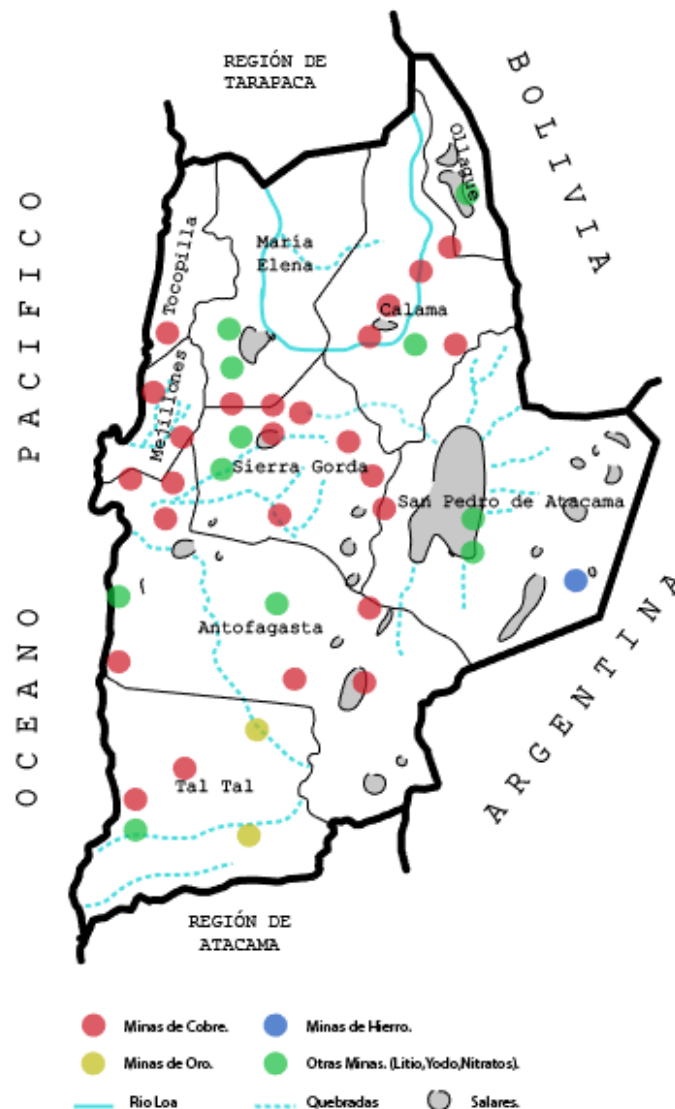 REGIÓN DE
TARAPACA
BOLIVIA
Ollague
PACIFICO
Tocopilla
María
Elena
Calama
Mejillones
Sierra Gorda
San Pedro de Atacama
OCEANO
Antofagasta
ARGENTINA
Tal Tal
REGIÓN DE
ATACAMA
Minas de Cobre.
Minas de Hierro.
Minas de Oro.
Otras Minas. (Litio,Yodo,Nitratos).
Rio Loa
Quebradas
Salares.